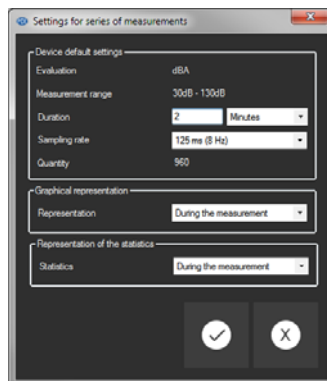 Settings for series of measurements
Device default settings
Evaluation dBA
Measurement range 30dB - 130dB
Duration 2 Minutes
Sampling rate 125 ms (8 Hz)
Quantity 960
Graphical representation
Representation During the measurement
Representation of the statistics
Statistics During the measurement
X